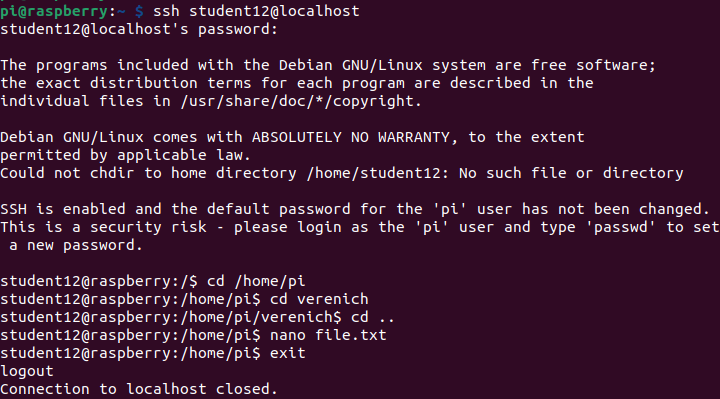 pi@raspberry:~ $ ssh student12@localhost
student12@localhost's password:

The programs included with the Debian GNU/Linux system are free software;
the exact distribution terms for each program are described in the
individual files in /usr/share/doc/*/copyright.

Debian GNU/Linux comes with ABSOLUTELY NO WARRANTY, to the extent
permitted by applicable law.
Could not chdir to home directory /home/student12: No such file or directory

SSH is enabled and the default password for the 'pi' user has not been changed.
This is a security risk - please login as the 'pi' user and type 'passwd' to set
 a new password.

student12@raspberry:/$ cd /home/pi
student12@raspberry:/home/pi$ cd verenich
student12@raspberry:/home/pi/verenich$ cd ..
student12@raspberry:/home/pi$ nano file.txt
student12@raspberry:/home/pi$ exit
logout
Connection to localhost closed.